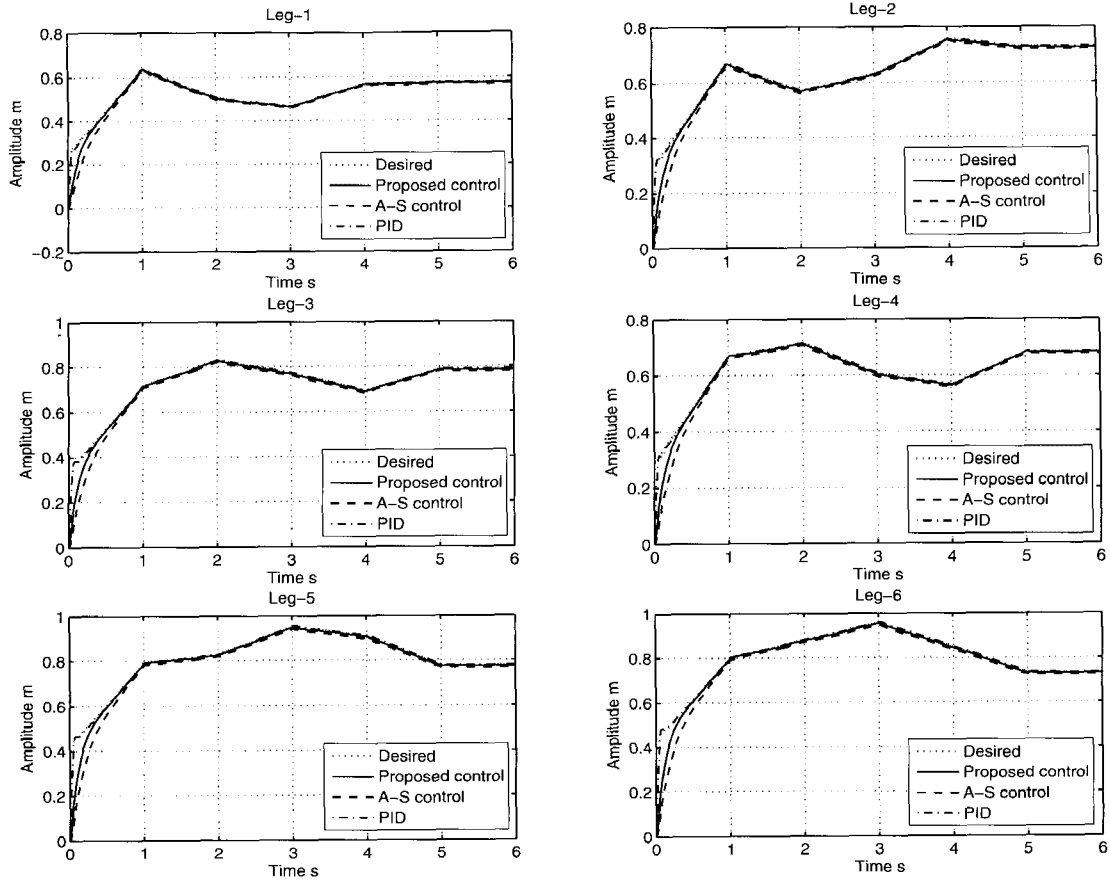 Leg-1
Amplitude m
0.8
0.6
0.4
0.2
0
-0.2
Desired
Proposed control
A-S control
PID
0 1 2 3 4 5 6
Time s
Leg-2
Amplitude m
0.8
0.6
0.4
0.2
0
Desired
Proposed control
A-S control
PID
0 1 2 3 4 5 6
Time s
Leg-3
Amplitude m
1
0.8
0.6
0.4
0.2
0
Desired
Proposed control
A-S control
PID
0 1 2 3 4 5 6
Time s
Leg-4
Amplitude m
0.8
0.6
0.4
0.2
0
Desired
Proposed control
A-S control
PID
0 1 2 3 4 5 6
Time s
Leg-5
Amplitude m
1
0.8
0.6
0.4
0.2
0
Desired
Proposed control
A-S control
PID
0 1 2 3 4 5 6
Time s
Leg-6
Amplitude m
1
0.8
0.6
0.4
0.2
0
Desired
Proposed control
A-S control
PID
0 1 2 3 4 5 6
Time s